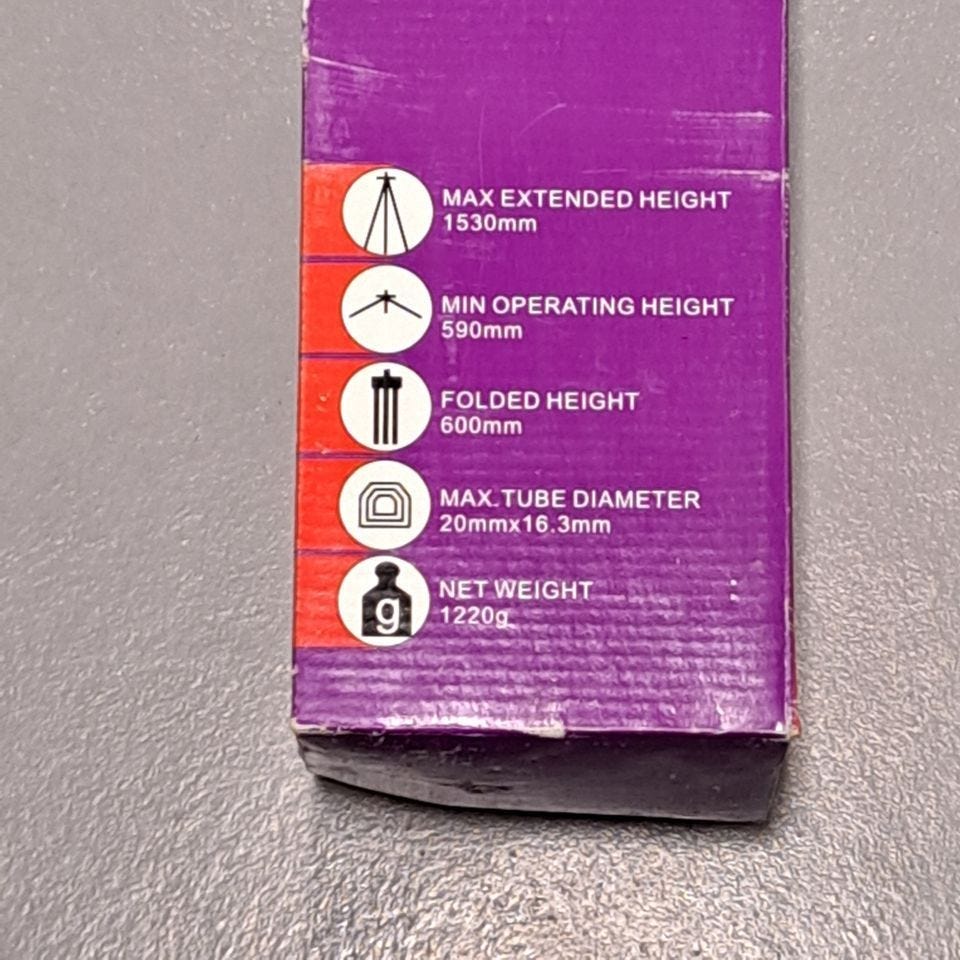 MAX EXTENDED HEIGHT
1530mm
MIN OPERATING HEIGHT
590mm
FOLDED HEIGHT
600mm
MAX.TUBE DIAMETER
20mmx16.3mm
g
NET WEIGHT
1220g